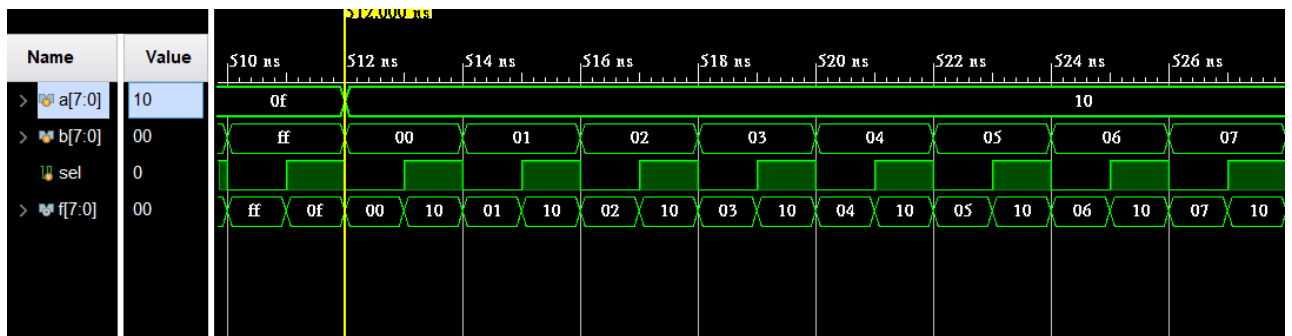 512.000 ns
Name Value 510 ns 512 ns 514 ns 516 ns 518 ns 520 ns 522 ns 524 ns 526 ns
> a[7:0] 10 0f 10
> b[7:0] 00 ff 00 01 02 03 04 05 06 07
sel 0
> f[7:0] 00 ff 0f 00 10 01 10 02 10 03 10 04 10 05 10 06 10 07 10